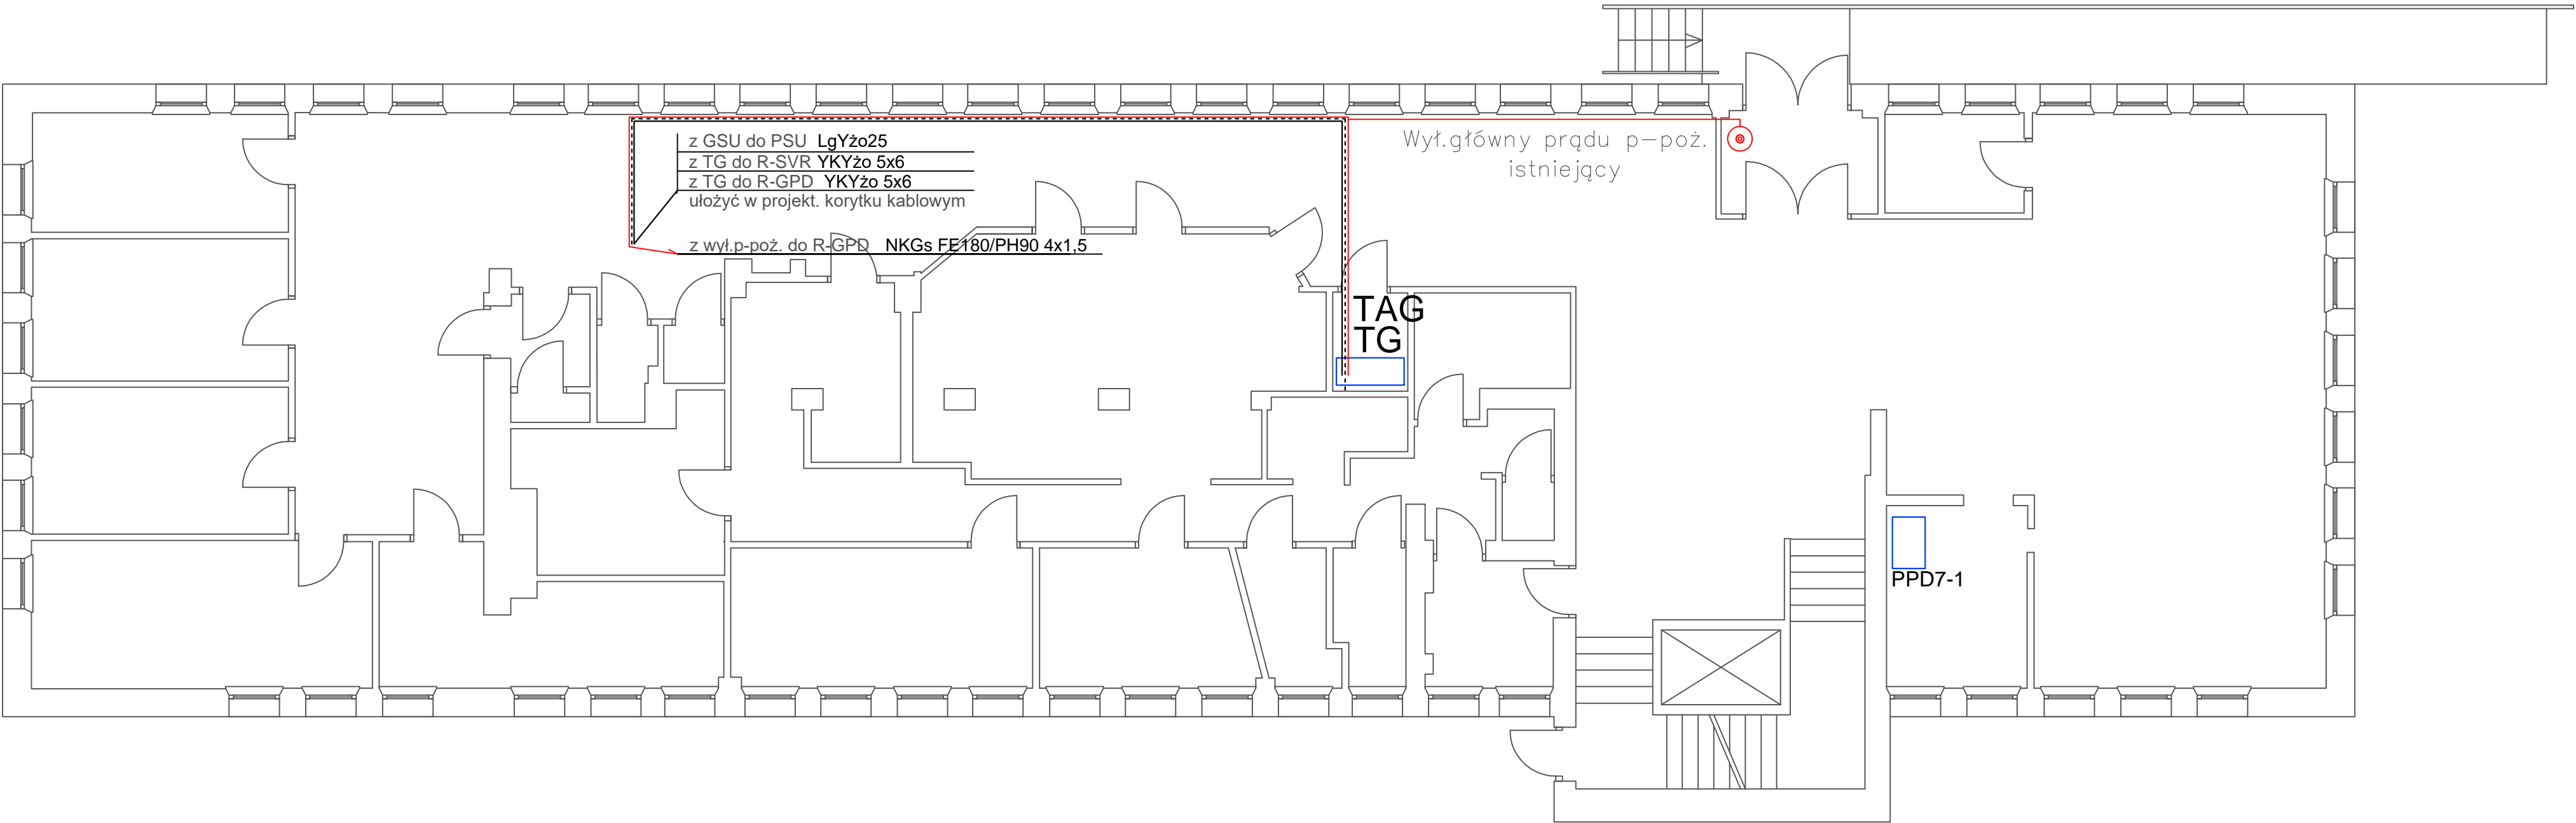 z GSU do PSU LgYżo25
z TG do R-SVR YKYżo 5x6
z TG do R-GPD YKYżo 5x6
ułożyć w projekt. korytku kablowym
z wył.p-poż. do R-GPD NKGs FE180/PH90 4x1,5
Wył.główny prądu p-poż.
istniejący
TAG
TG
PPD7-1